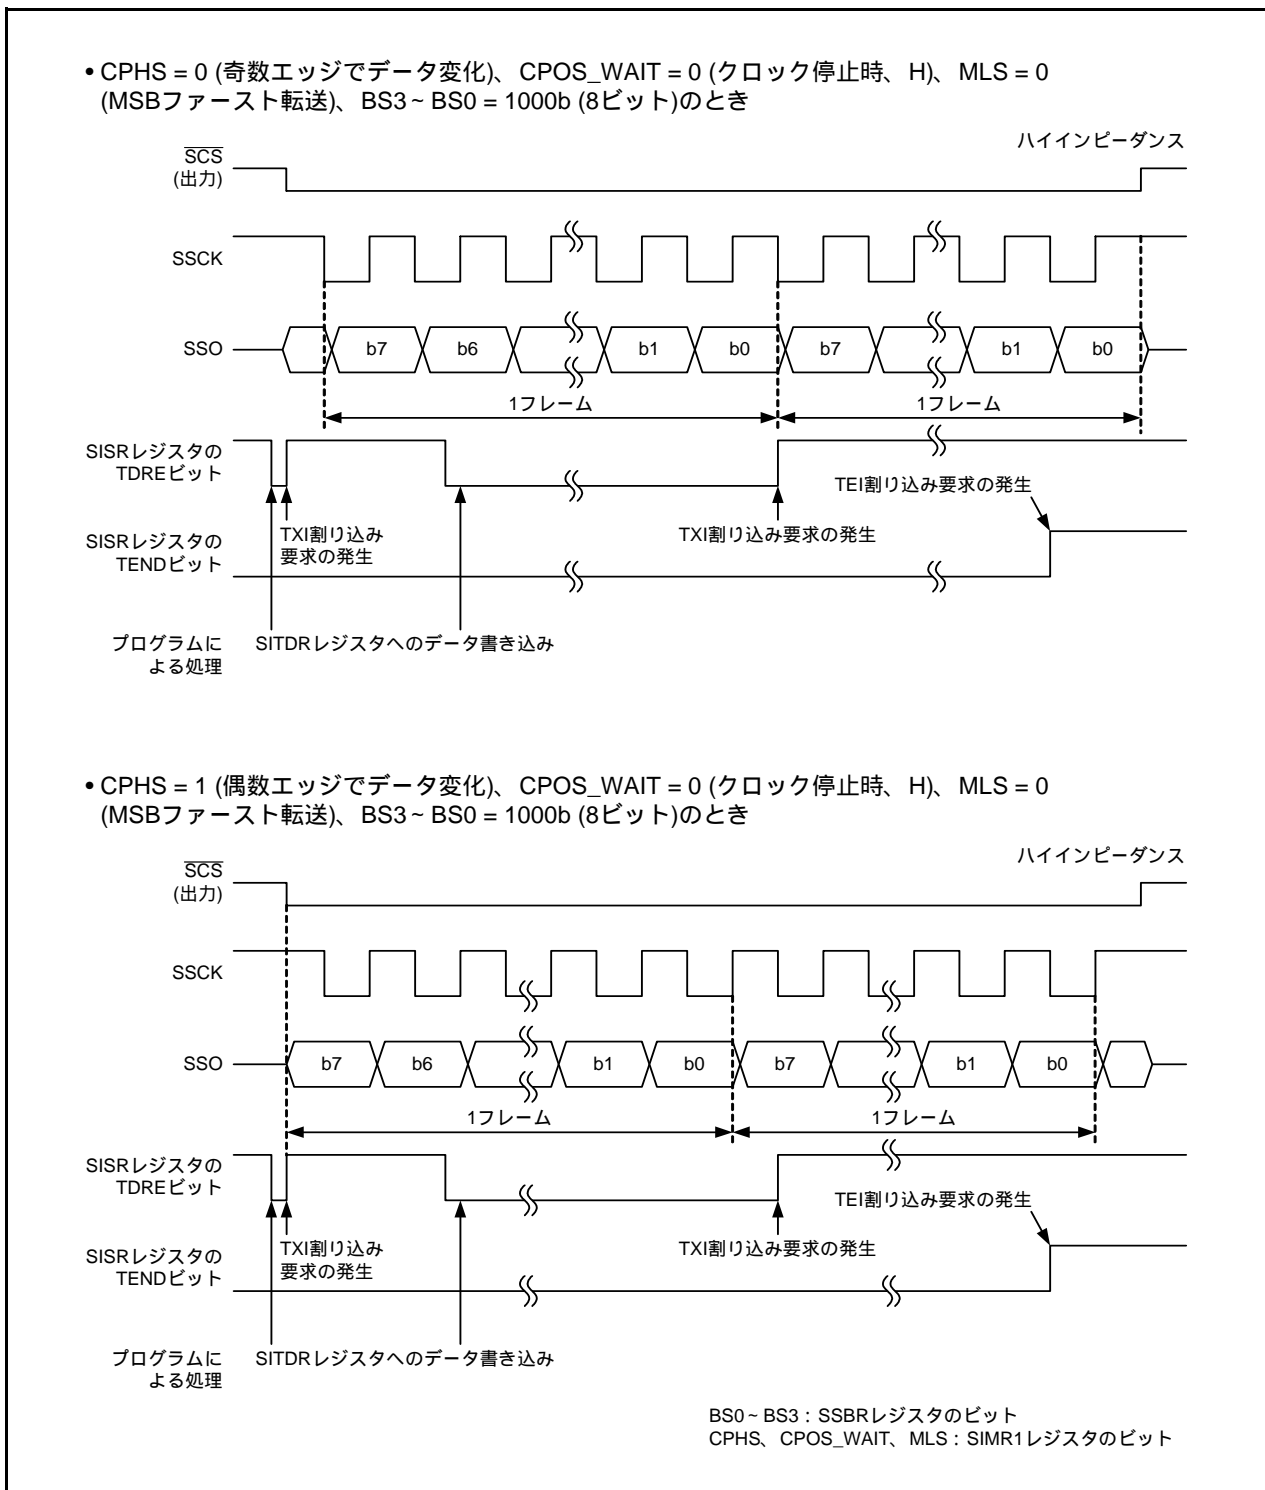 • CPHS = 0 (奇数エッジでデータ変化)、CPOS_WAIT = 0 (クロック停止時、H)、MLS = 0
(MSBファースト転送)、BS3 ~ BS0 = 1000b (8ビット)のとき
ハイインピーダンス
SCS
(出力)
SSCK
SSO
b7
b6
b1
b0
b7
b1
b0
1フレーム
1フレーム
SISRレジスタの
TDREビット
TEI割り込み要求の発生
TXI割り込み
要求の発生
TXI割り込み要求の発生
SISRレジスタの
TENDビット
プログラムに
よる処理
SITDRレジスタへのデータ書き込み
• CPHS = 1 (偶数エッジでデータ変化)、CPOS_WAIT = 0 (クロック停止時、H)、MLS = 0
(MSBファースト転送)、BS3 ~ BS0 = 1000b (8ビット)のとき
ハイインピーダンス
SCS
(出力)
SSCK
SSO
b7
b6
b1
b0
b7
b1
b0
1フレーム
1フレーム
SISRレジスタの
TDREビット
TEI割り込み要求の発生
TXI割り込み
要求の発生
TXI割り込み要求の発生
SISRレジスタの
TENDビット
プログラムに
よる処理
SITDRレジスタへのデータ書き込み
BS0 ~ BS3 : SSBRレジスタのビット
CPHS、CPOS_WAIT、MLS : SIMR1レジスタのビット